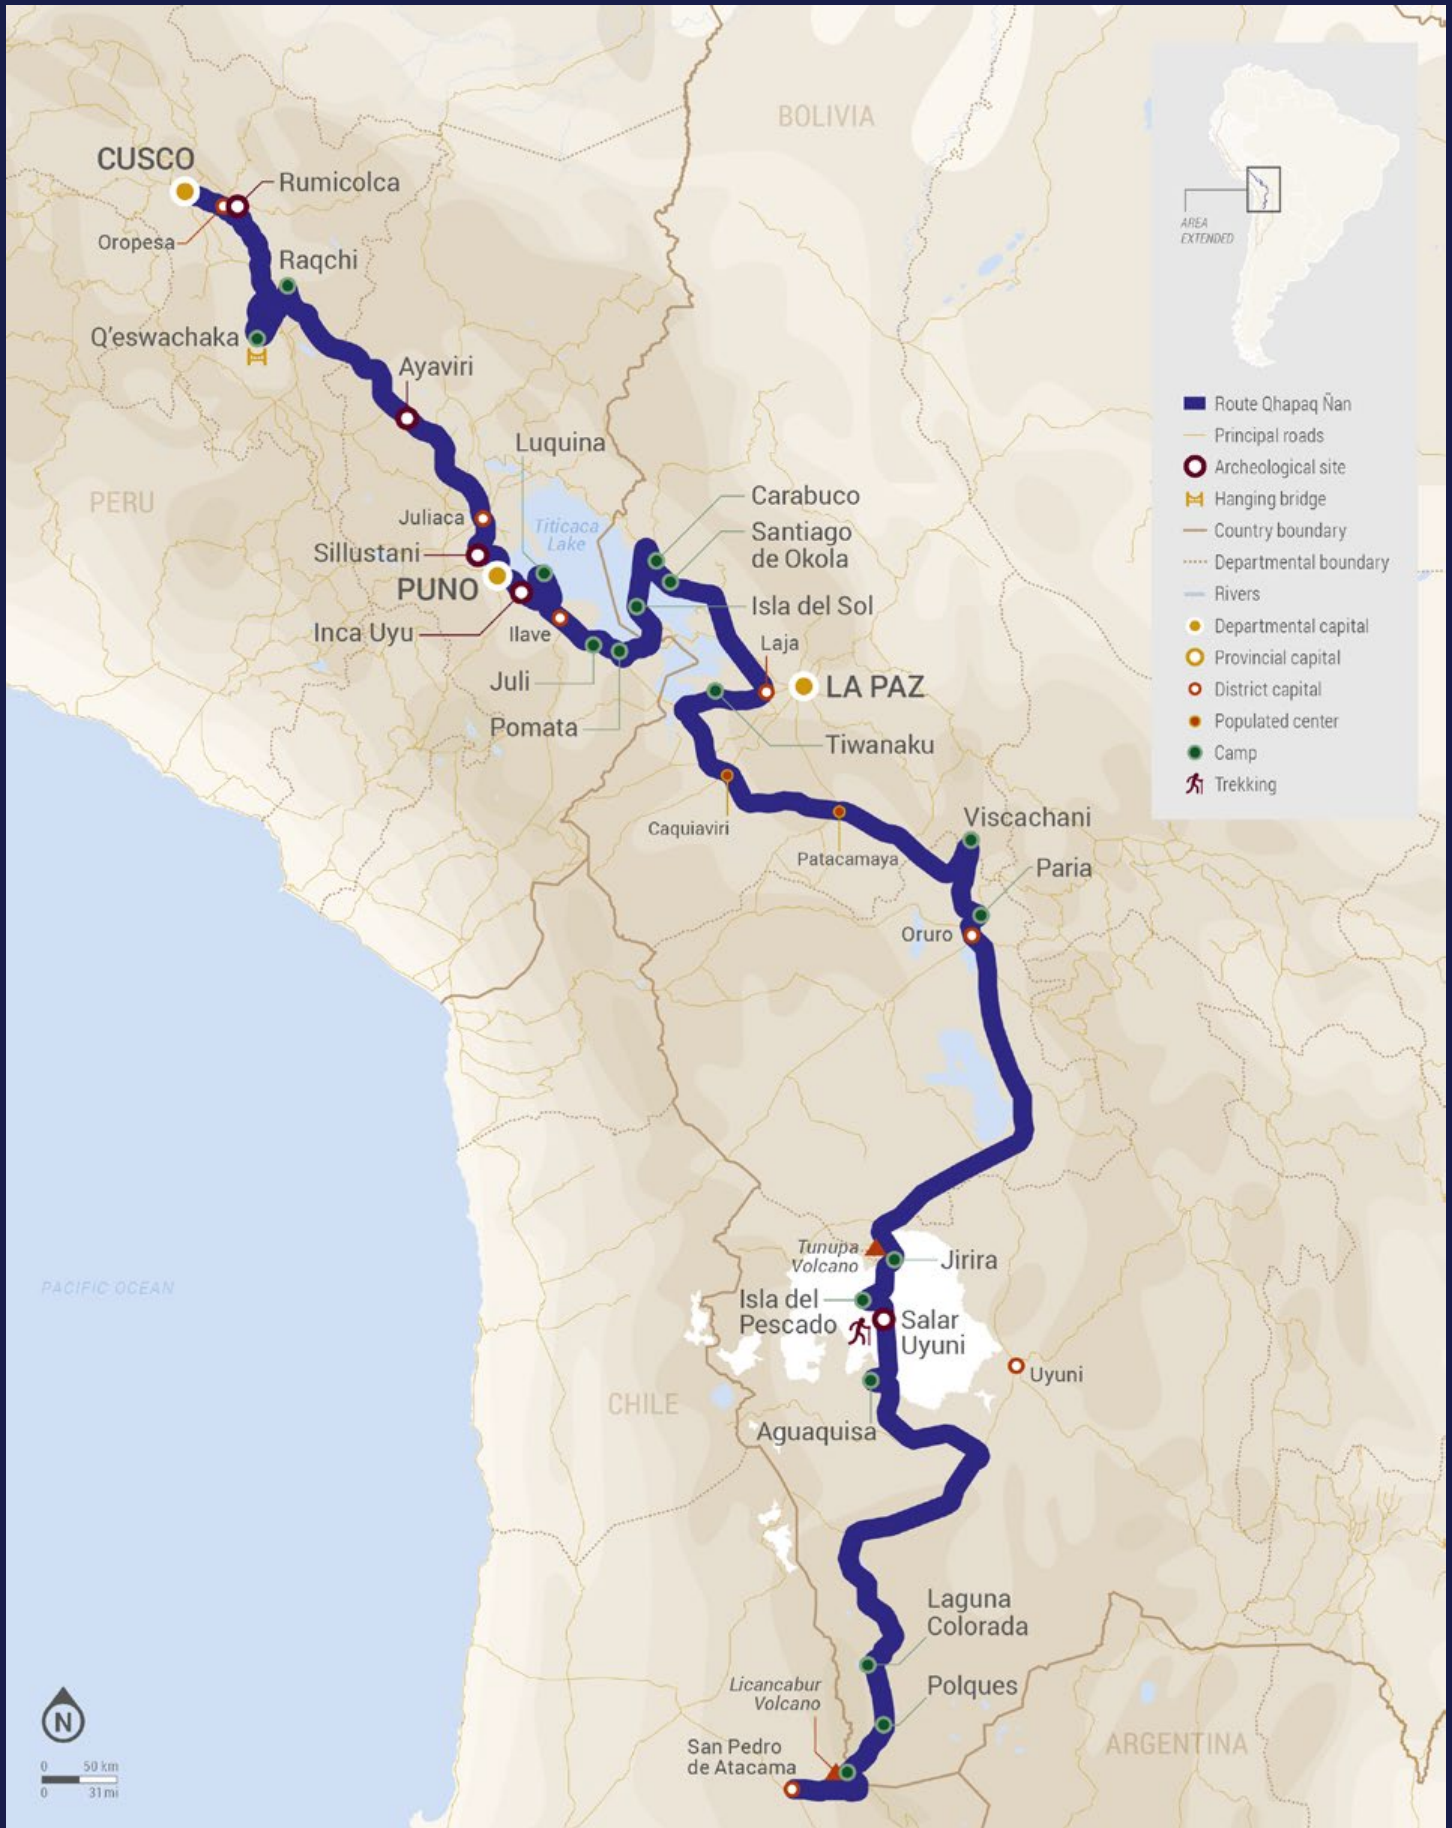 BOLIVIA
CUSCO
Rumicolca
Oropesa
Raqchi
Q'eswachaka
Ayaviri
Luquina
PERU
Juliaca
Titicaca
Lake
Sillustani
PUNO
Inca Uyu
Ilave
Juli
Pomata
Carabuco
Santiago
de Okola
Isla del Sol
Laja
LA PAZ
Tiwanaku
Caquiaviri
Patacamaya
Viscachani
Paria
Oruro
Tunupa
Volcano
Jirira
Isla del
Pescado
Salar
Uyuni
Uyuni
Aguaquisa
PACIFIC OCEAN
CHILE
Laguna
Colorada
Licancabur
Volcano
Polques
San Pedro
de Atacama
ARGENTINA
N
0 50 km
0 31 mi
AREA
EXTENDED
Route Qhapaq Ñan
Principal roads
Archeological site
Hanging bridge
Country boundary
Departmental boundary
Rivers
Departmental capital
Provincial capital
District capital
Populated center
Camp
Trekking